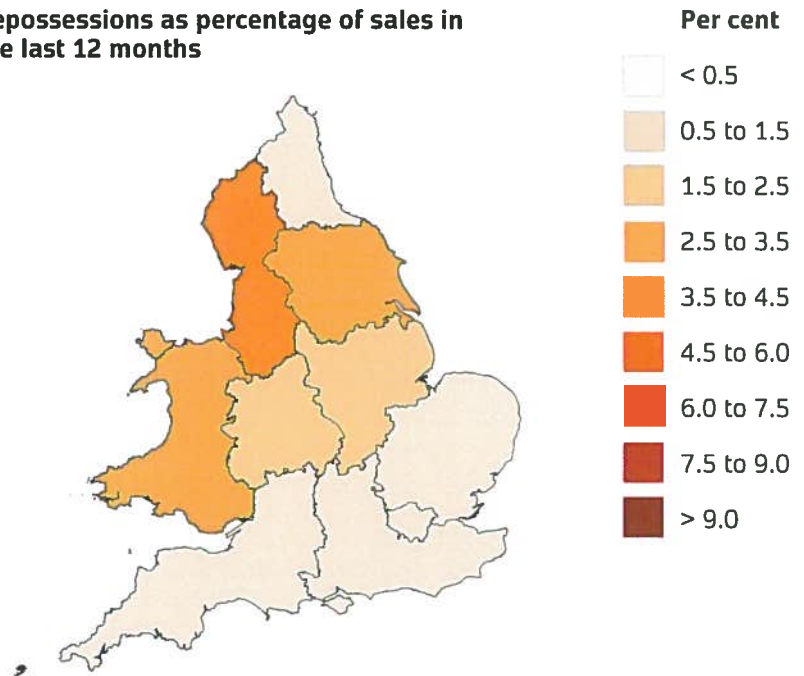 epossessions as percentage of sales in
e last 12 months
Per cent
< 0.5
0.5 to 1.5
1.5 to 2.5
2.5 to 3.5
3.5 to 4.5
4.5 to 6.0
6.0 to 7.5
7.5 to 9.0
> 9.0